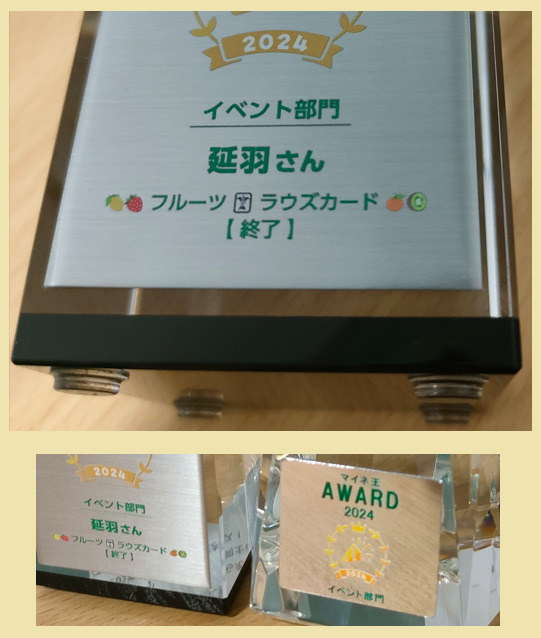 2024
イベント部門
延羽さん
🍋🍓 フルーツ 🃏 ラウズカード 🍊🥝
【 終了 】
2024
イベント部門
延羽さん
🍋🍓 フルーツ 🃏 ラウズカード 🍊🥝
【 終了 】
マイネ王
AWARD
2024
2024
イベント部門